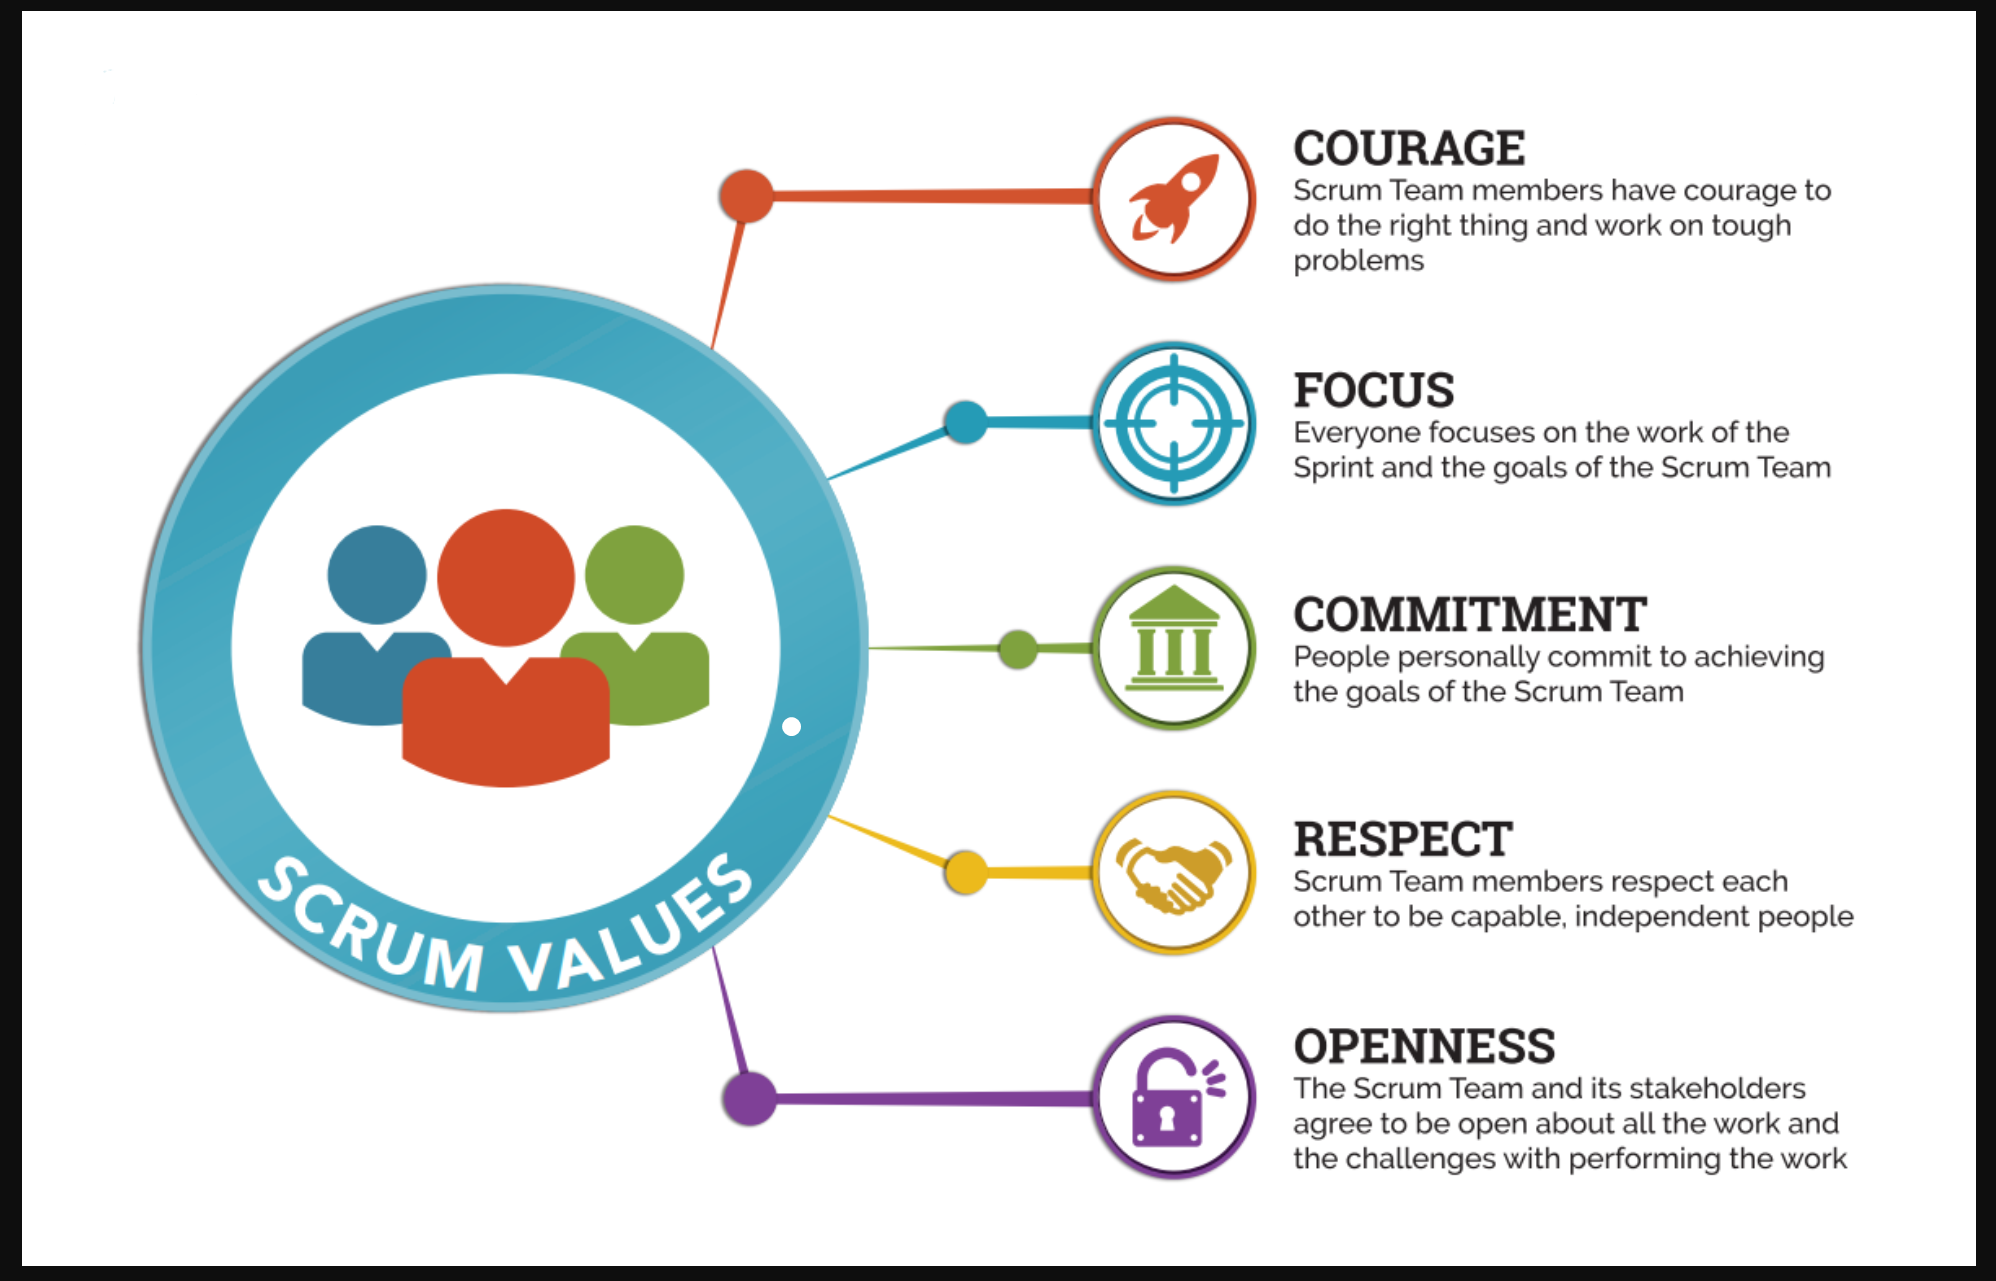 SCRUM VALUES
COURAGE
Scrum Team members have courage to
do the right thing and work on tough
problems
FOCUS
Everyone focuses on the work of the
Sprint and the goals of the Scrum Team
COMMITMENT
People personally commit to achieving
the goals of the Scrum Team
RESPECT
Scrum Team members respect each
other to be capable, independent people
OPENNESS
The Scrum Team and its stakeholders
agree to be open about all the work and
the challenges with performing the work